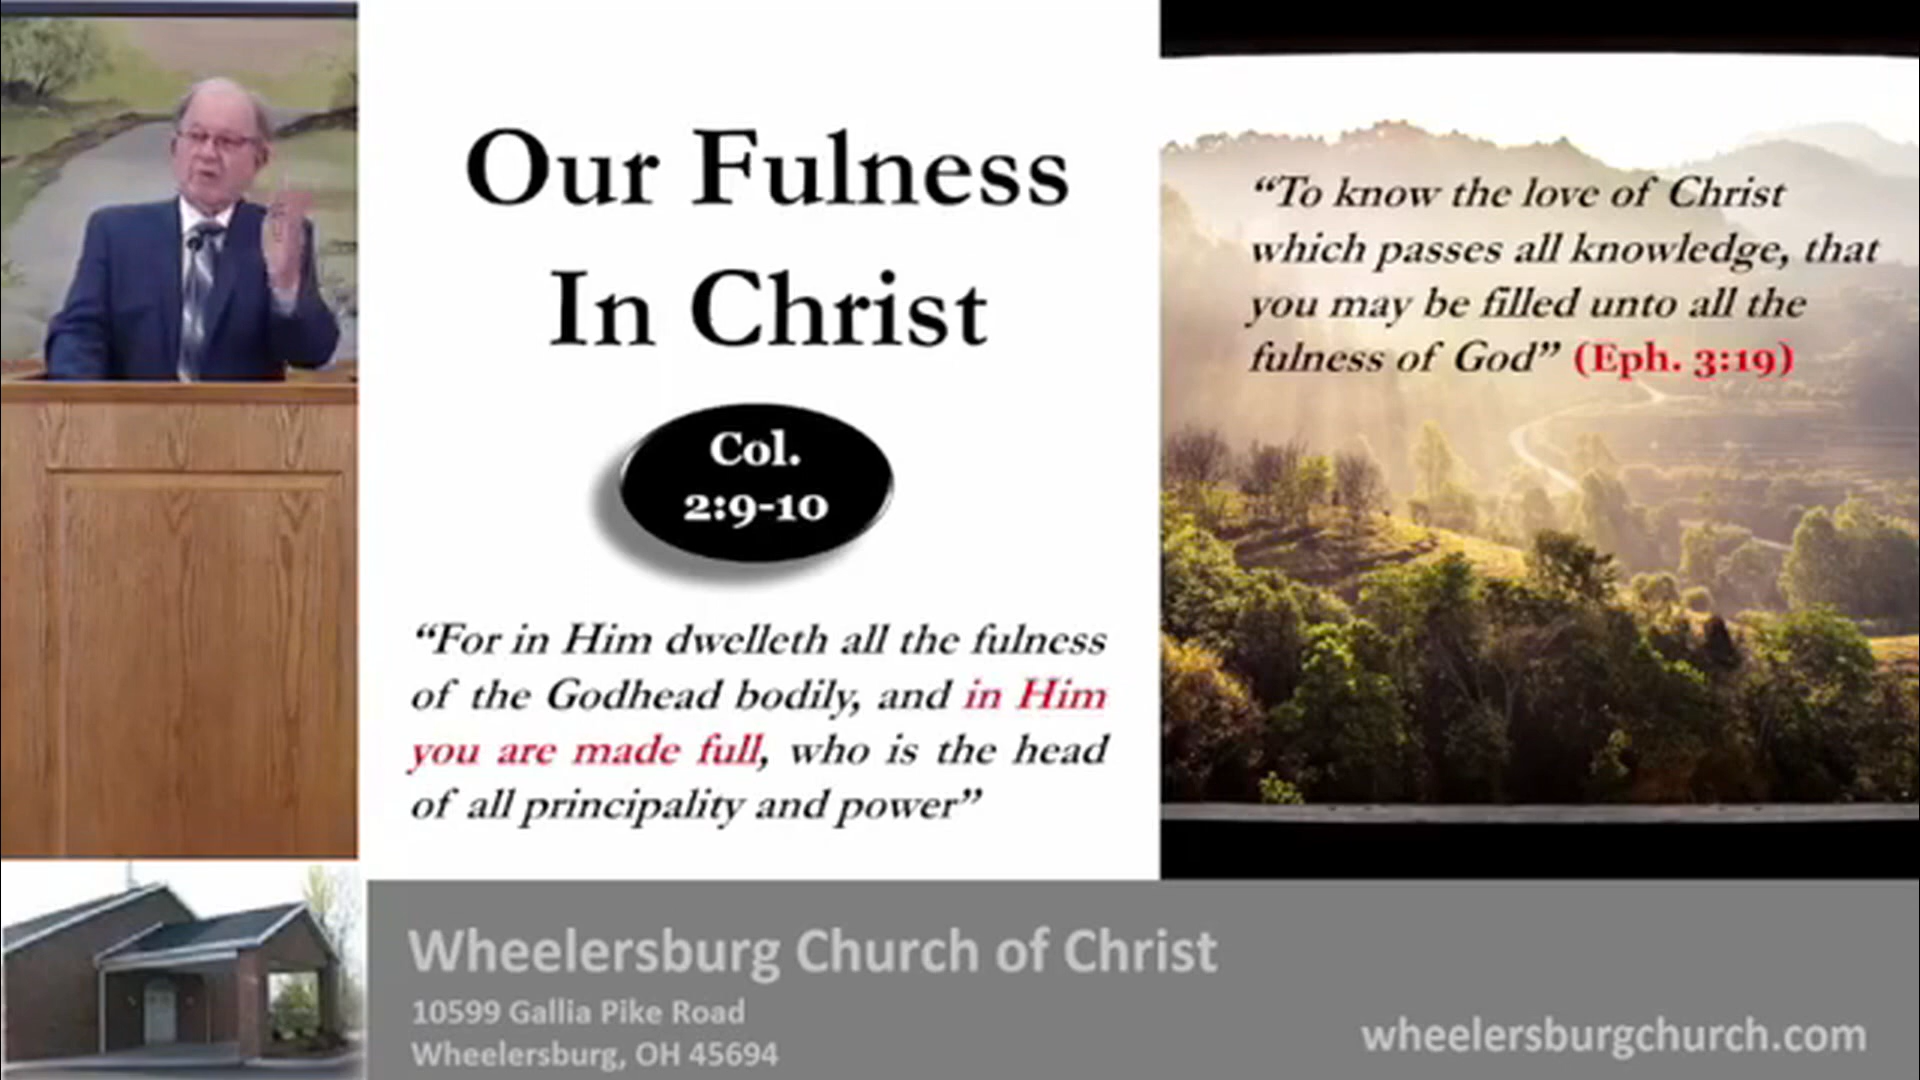 Our Fulness
In Christ
Col.
2:9-10
“For in Him dwelleth all the fulness
of the Godhead bodily, and in Him
you are made full, who is the head
of all principality and power”
“To know the love of Christ
which passes all knowledge, that
you may be filled unto all the
fulness of God” (Eph. 3:19)
Wheelersburg Church of Christ
10599 Gallia Pike Road
Wheelersburg, OH 45694
wheelersburgchurch.com